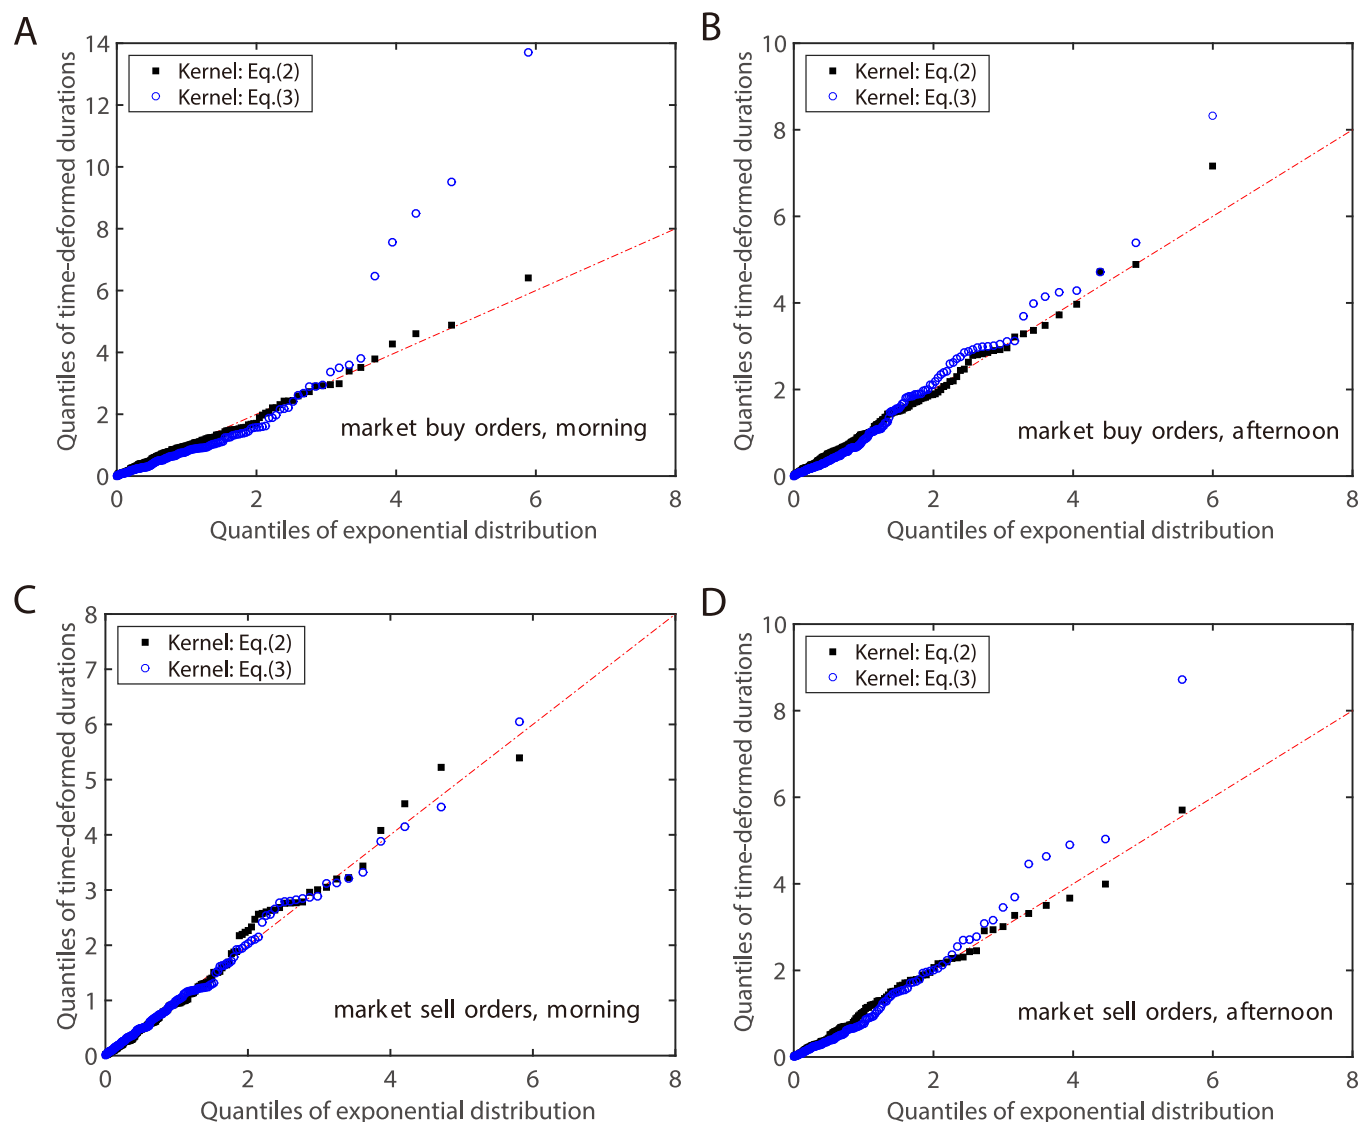 A
Quantiles of time-deformed durations
14
12
10
8
6
4
2
0
Kernel: Eq.(2)
Kernel: Eq.(3)
market buy orders, morning
0 2 4 6 8
Quantiles of exponential distribution
B
Quantiles of time-deformed durations
10
8
6
4
2
0
Kernel: Eq.(2)
Kernel: Eq.(3)
market buy orders, afternoon
0 2 4 6 8
Quantiles of exponential distribution
C
Quantiles of time-deformed durations
8
7
6
5
4
3
2
1
0
Kernel: Eq.(2)
Kernel: Eq.(3)
market sell orders, morning
0 2 4 6 8
Quantiles of exponential distribution
D
Quantiles of time-deformed durations
10
8
6
4
2
0
Kernel: Eq.(2)
Kernel: Eq.(3)
market sell orders, afternoon
0 2 4 6 8
Quantiles of exponential distribution